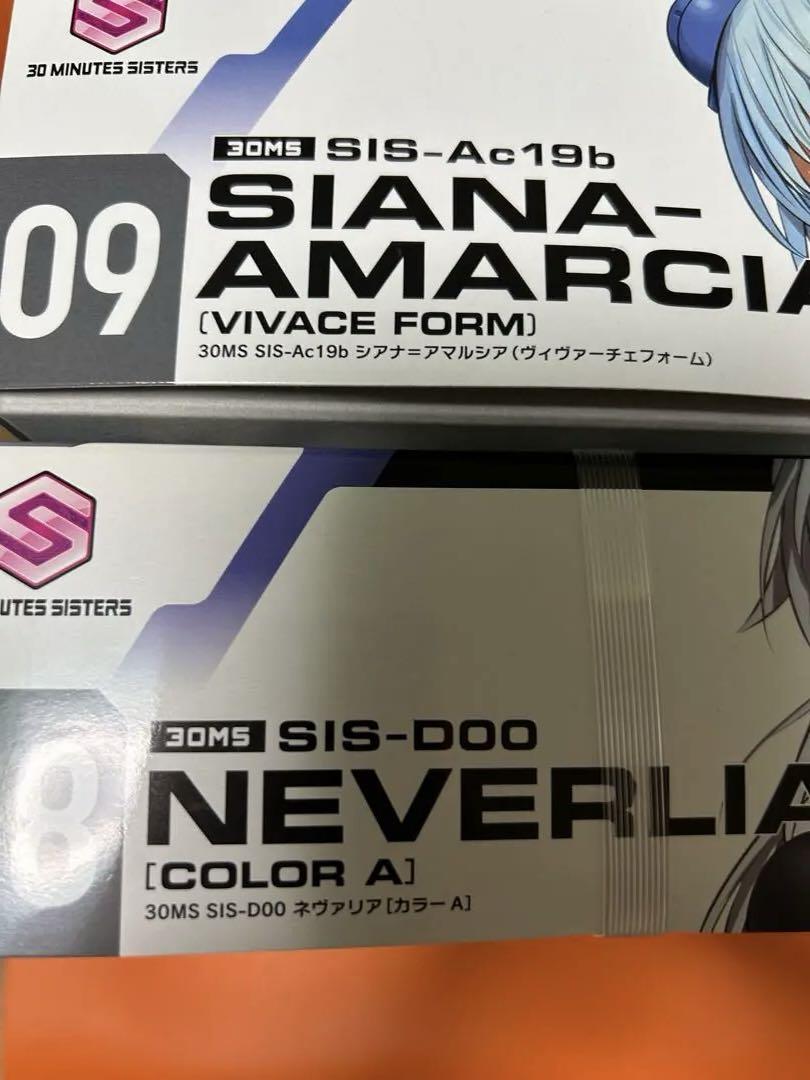 30 MINUTES SISTERS
30MS SIS-Ac19b
09
SIANA-
AMARCIA
(VIVACE FORM)
30MS SIS-Ac19b シアナ=アマルシア(ヴィヴァーチェフォーム)
UTES SISTERS
30MS SIS-D00
8
NEVERLIA
[COLOR A]
30MS SIS-D00 ネヴァリア[カラーA]